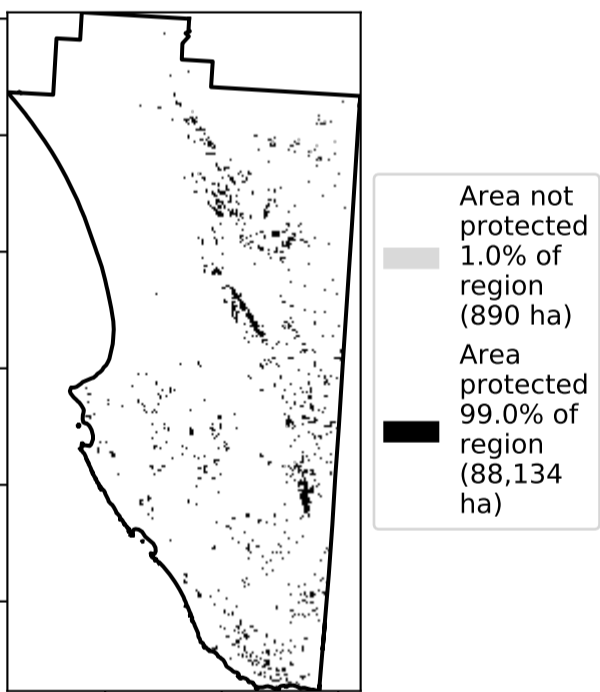 Area not
protected
1.0% of
region
(890 ha)
Area
protected
99.0% of
region
(88,134
ha)